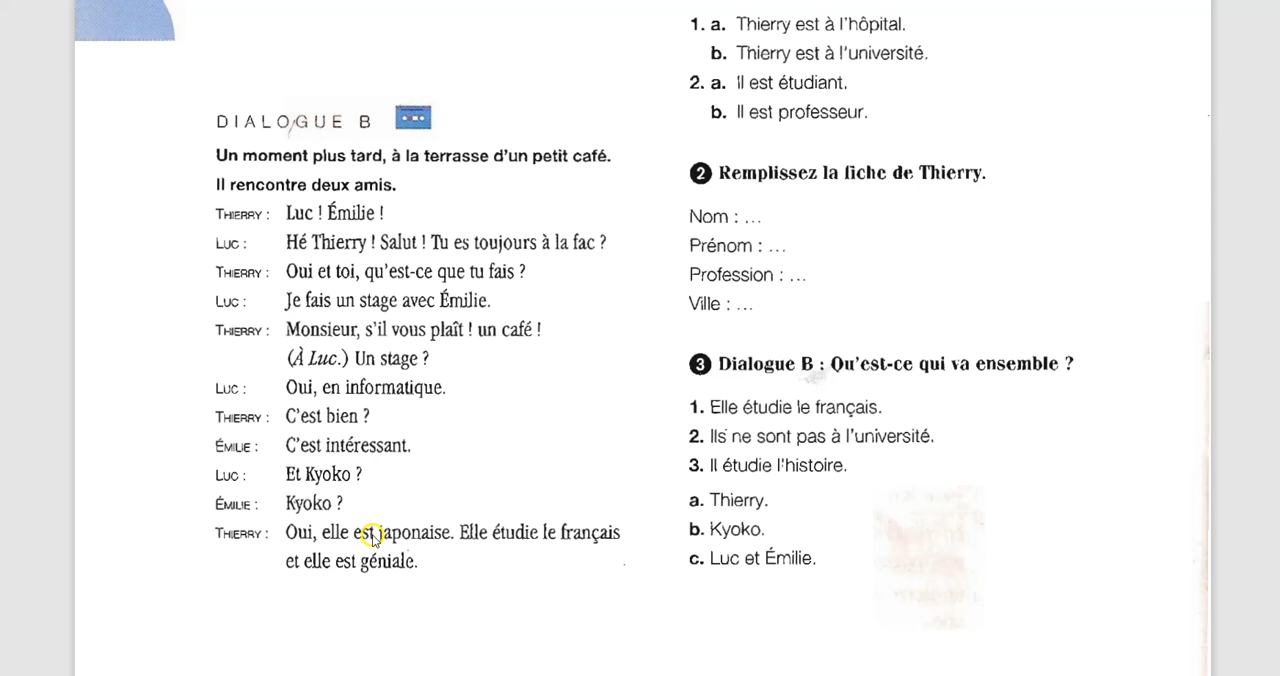 DIALOGUE B
Un moment plus tard, à la terrasse d'un petit café.
Il rencontre deux amis.
THIERRY : Luc ! Émilie !
LUC : Hé Thierry ! Salut ! Tu es toujours à la fac ?
THIERRY : Oui et toi, qu'est-ce que tu fais ?
LUC : Je fais un stage avec Émilie.
THIERRY : Monsieur, s'il vous plaît ! un café !
(À Luc.) Un stage ?
LUC : Oui, en informatique.
THIERRY : C'est bien ?
ÉMILIE : C'est intéressant.
LUC : Et Kyoko ?
ÉMILIE : Kyoko ?
THIERRY : Oui, elle est japonaise. Elle étudie le français
et elle est géniale.
1. a. Thierry est à l'hôpital.
b. Thierry est à l'université.
2. a. Il est étudiant.
b. Il est professeur.
2 Remplissez la fiche de Thierry.
Nom : ...
Prénom : ...
Profession : ...
Ville : ...
3 Dialogue B : Qu'est-ce qui va ensemble ?
1. Elle étudie le français.
2. Ils ne sont pas à l'université.
3. Il étudie l'histoire.
a. Thierry.
b. Kyoko.
c. Luc et Émilie.